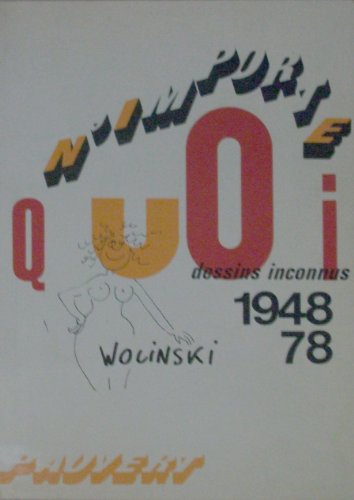 N'IMPORTE
QUOi
dessins inconnus
1948
78
WOLINSKI
PAUVERT